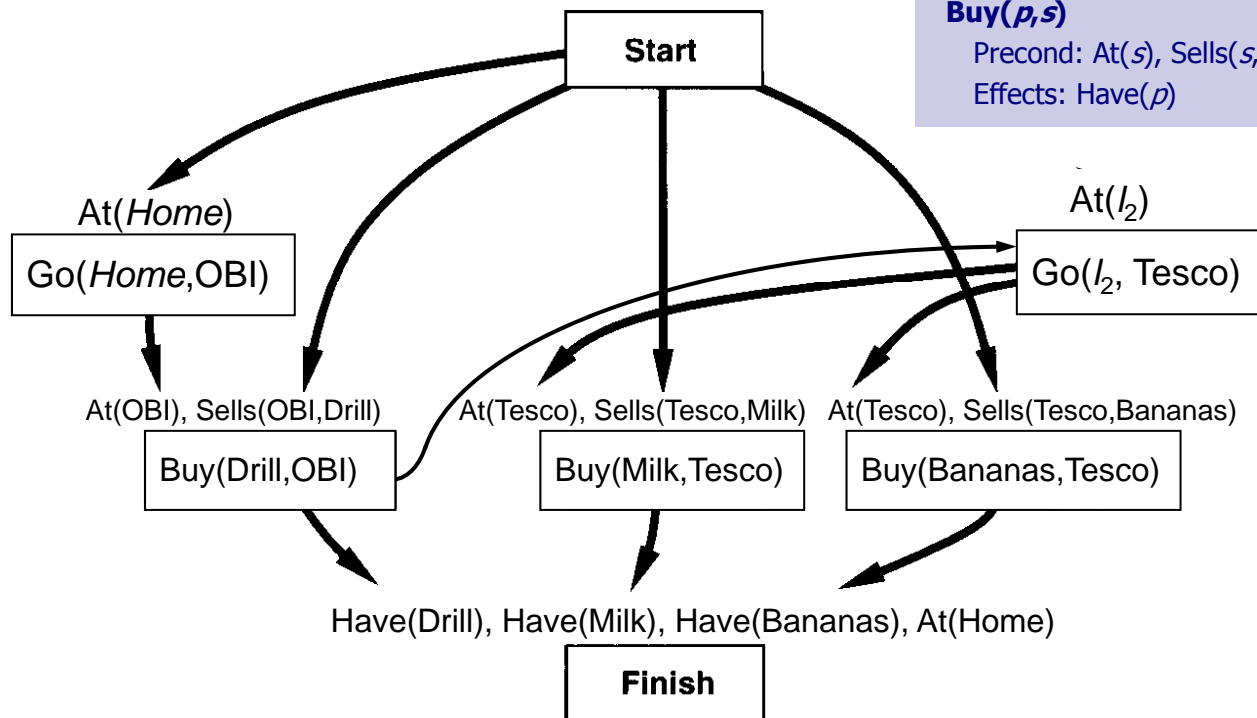 Buy(p,s)
Precond: At(s), Sells(s,
Effects: Have(p)
Start
At(Home)
At(l₂)
Go(Home,OBI)
Go(l₂, Tesco)
At(OBI), Sells(OBI,Drill)
At(Tesco), Sells(Tesco,Milk)
At(Tesco), Sells(Tesco,Bananas)
Buy(Drill,OBI)
Buy(Milk,Tesco)
Buy(Bananas,Tesco)
Have(Drill), Have(Milk), Have(Bananas), At(Home)
Finish